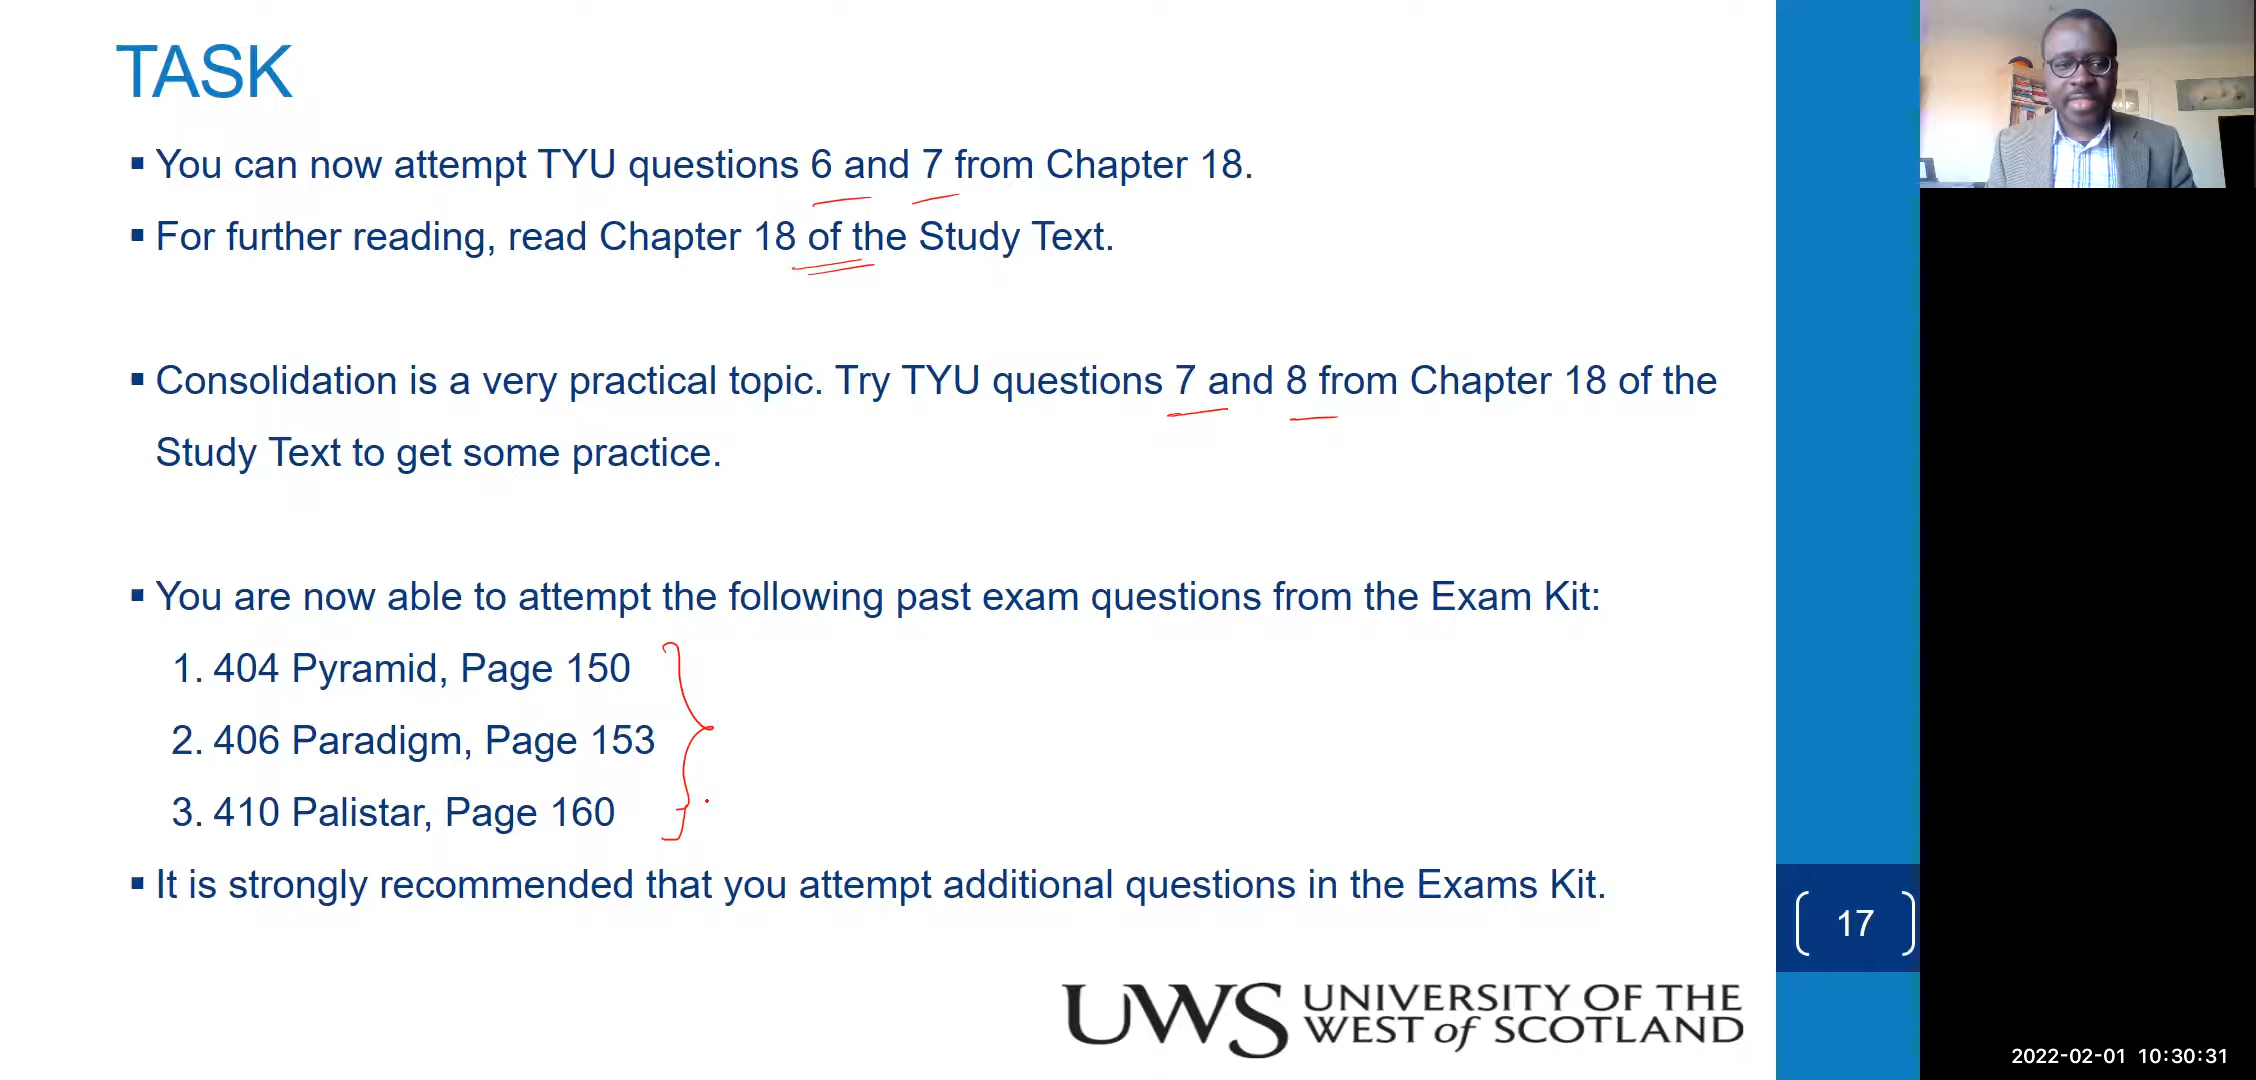 TASK
▪ You can now attempt TYU questions 6 and 7 from Chapter 18.
▪ For further reading, read Chapter 18 of the Study Text.
▪ Consolidation is a very practical topic. Try TYU questions 7 and 8 from Chapter 18 of the
Study Text to get some practice.
▪ You are now able to attempt the following past exam questions from the Exam Kit:
1. 404 Pyramid, Page 150
2. 406 Paradigm, Page 153
3. 410 Palistar, Page 160
▪ It is strongly recommended that you attempt additional questions in the Exams Kit.
17
UWS UNIVERSITY OF THE
WEST of SCOTLAND
2022-02-01 10:30:31